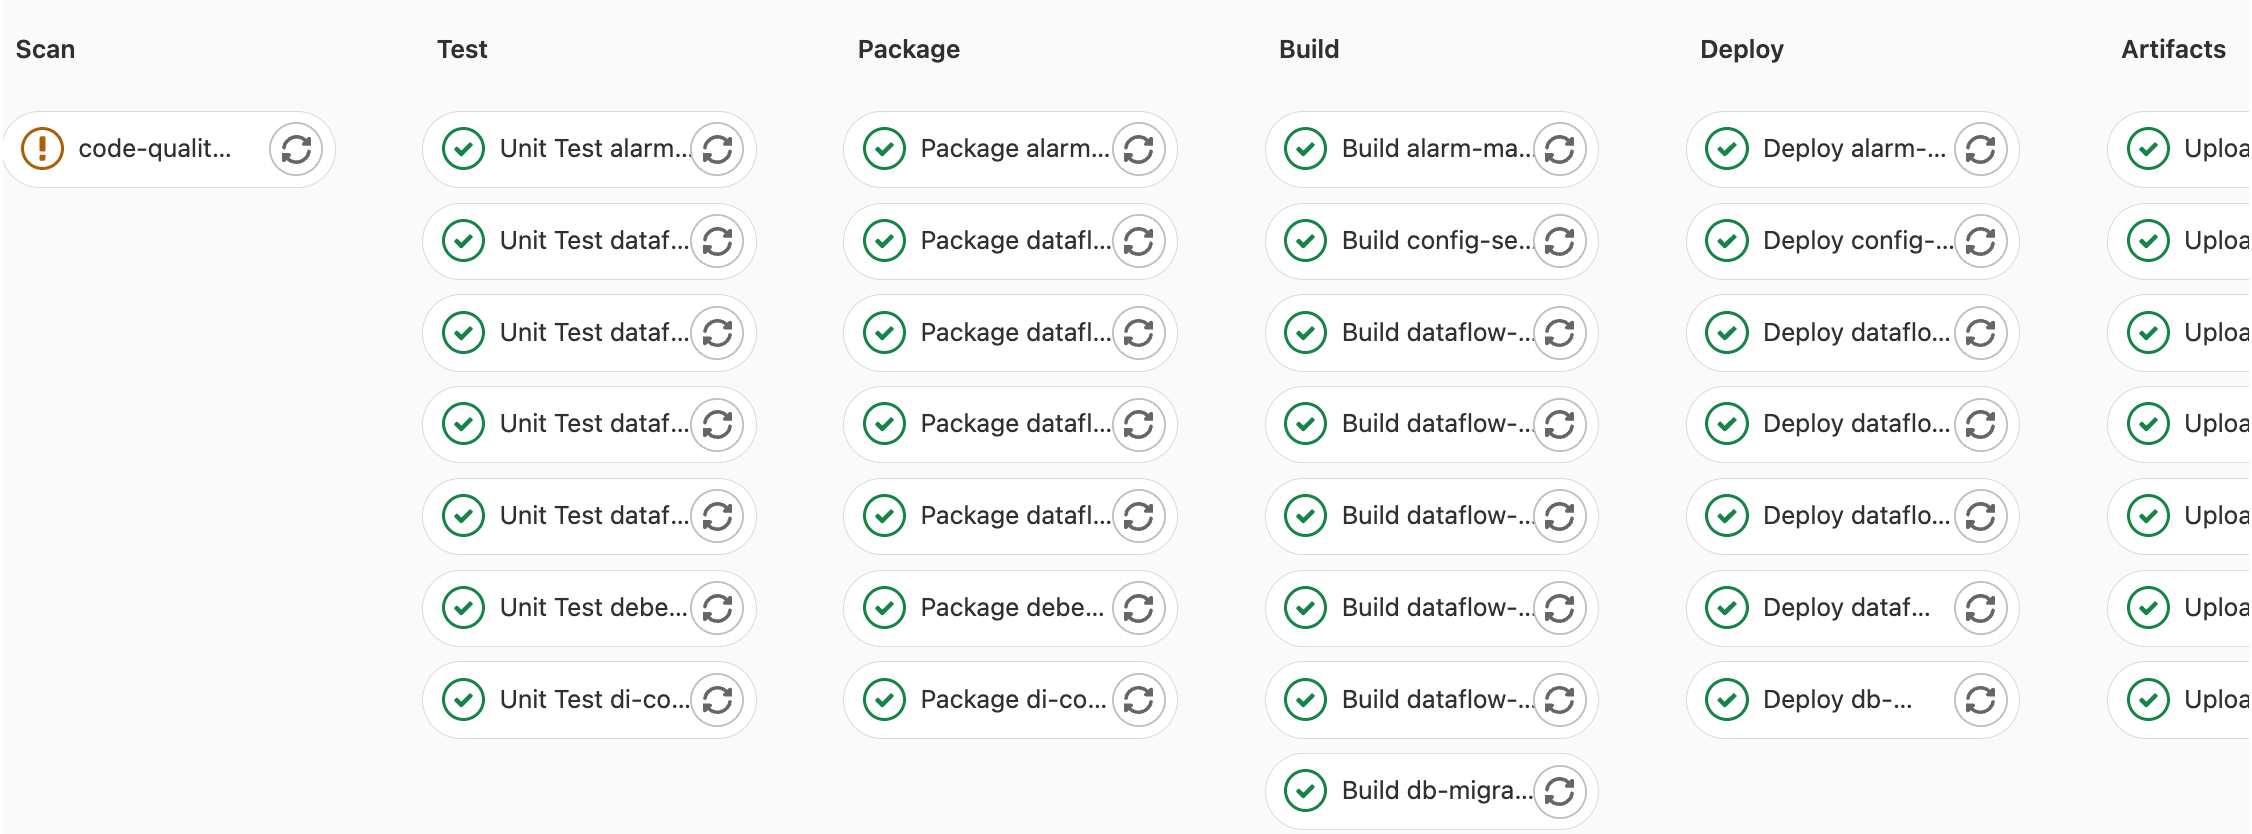 Scan
code-qualit...
Test
Unit Test alarm...
Unit Test dataf...
Unit Test dataf...
Unit Test dataf...
Unit Test dataf...
Unit Test debe...
Unit Test di-co...
Package
Package alarm...
Package datafl...
Package datafl...
Package datafl...
Package datafl...
Package debe...
Package di-co...
Build
Build alarm-ma...
Build config-se...
Build dataflow-...
Build dataflow-...
Build dataflow-...
Build dataflow-...
Build dataflow-...
Build db-migra...
Deploy
Deploy alarm-...
Deploy config-...
Deploy dataflo...
Deploy dataflo...
Deploy dataflo...
Deploy dataf...
Deploy db-...
Artifacts
Uploa
Uploa
Uploa
Uploa
Uploa
Uploa
Uploa